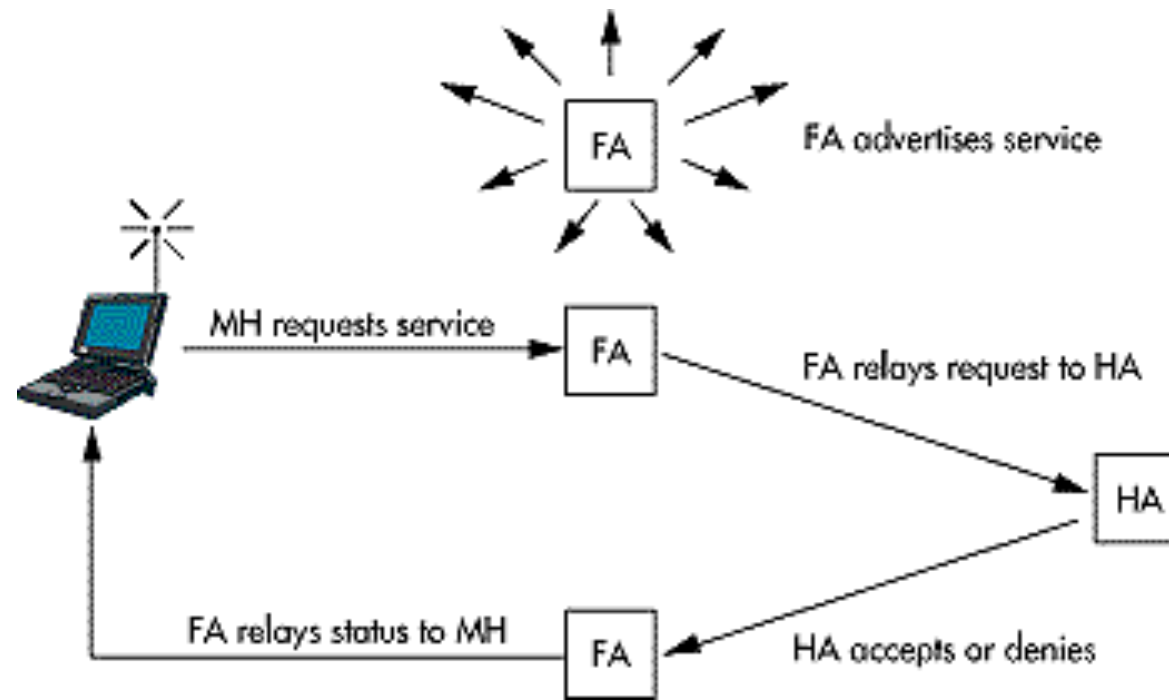 FA
FA advertises service
MH requests service
FA
FA relays request to HA
HA
FA relays status to MH
FA
HA accepts or denies